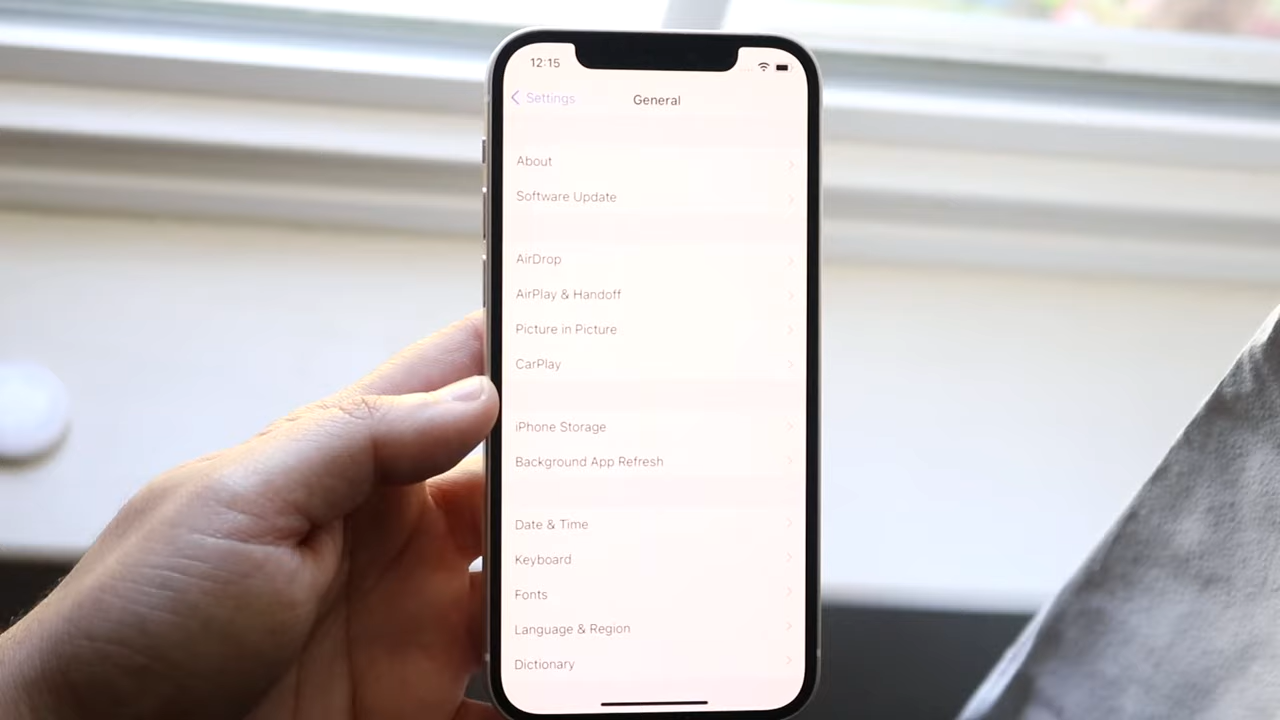 12:15
Settings
General
About
Software Update
AirDrop
AirPlay & Handoff
Picture in Picture
CarPlay
iPhone Storage
Background App Refresh
Date & Time
Keyboard
Fonts
Language & Region
Dictionary